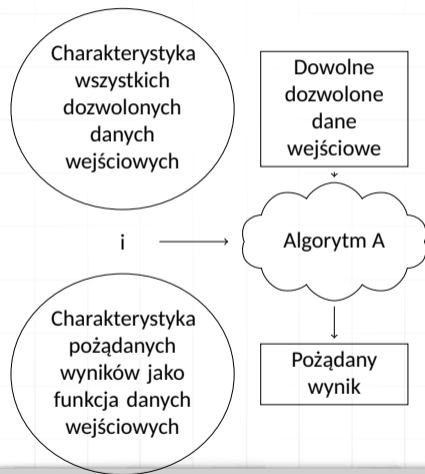 Charakterystyka
wszystkich
dozwolonych
danych
wejściowych
i
Charakterystyka
pożądanych
wyników jako
funkcja danych
wejściowych
Dowolne
dozwolone
dane
wejściowe
Algorytm A
Pożądany
wynik